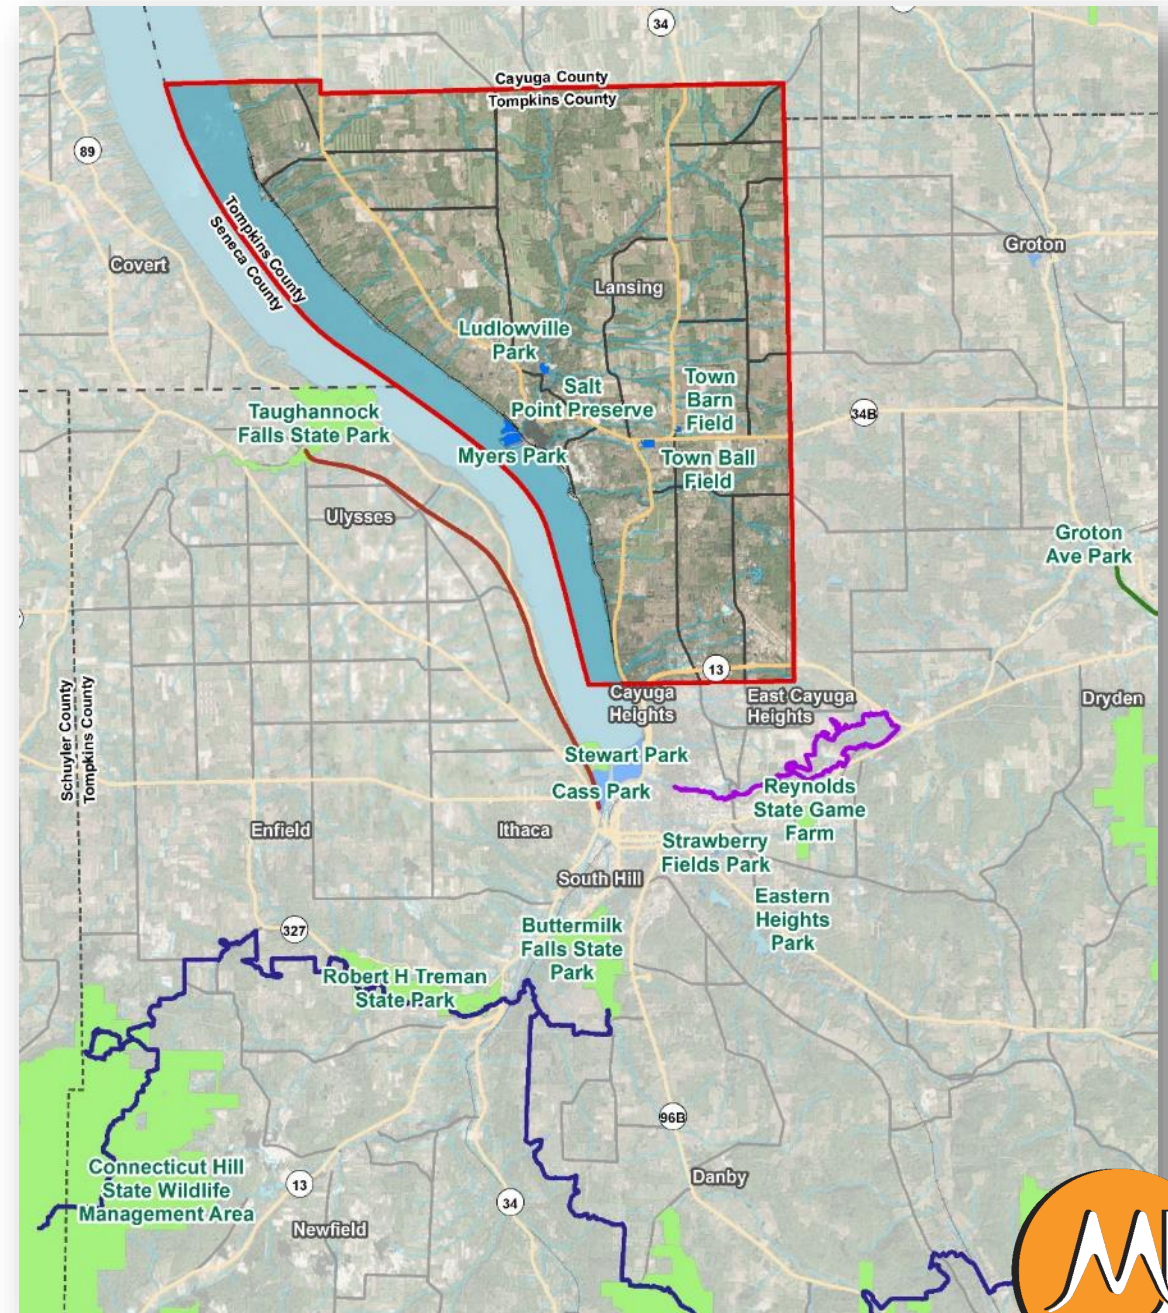 34
Cayuga County
Tompkins County
89
Tompkins County
Seneca County
Covert
Groton
Lansing
Ludlowville
Park
Salt
Point Preserve
Town
Barn
Field
Taughannock
Falls State Park
34B
Myers Park
Town Ball
Field
Ulysses
Groton
Ave Park
13
Cayuga
Heights
East Cayuga
Heights
Dryden
Schuyler County
Tompkins County
Stewart Park
Cass Park
Reynolds
State Game
Farm
Enfield
Ithaca
Strawberry
Fields Park
South Hill
Eastern
Heights
Park
327
Buttermilk
Falls State
Park
Robert H Treman
State Park
96B
Connecticut Hill
State Wildlife
Management Area
13
34
Danby
Newfield